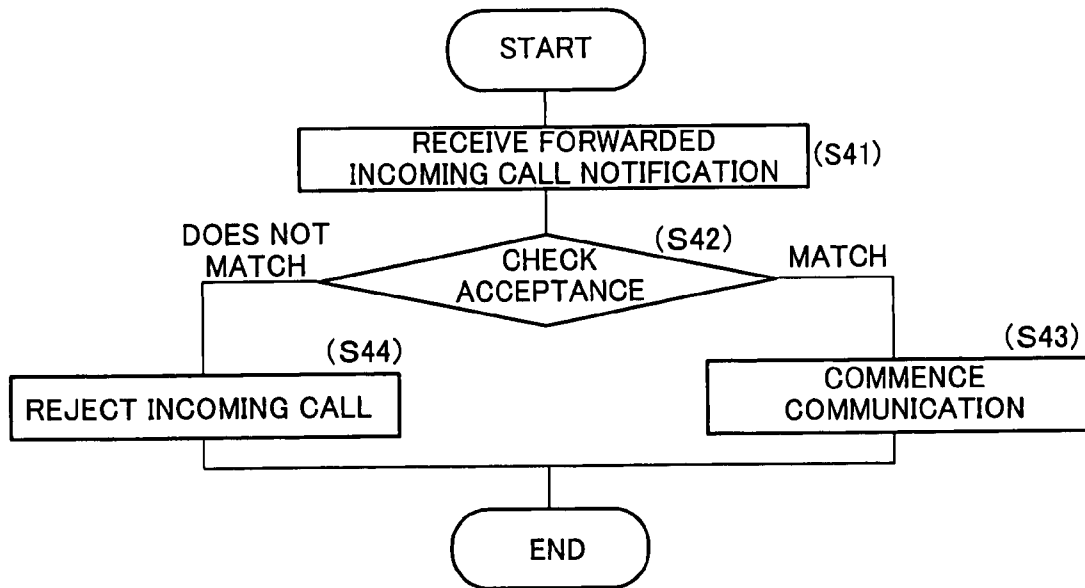 START
RECEIVE FORWARDED
INCOMING CALL NOTIFICATION
(S41)
DOES NOT
MATCH
(S42)
CHECK
ACCEPTANCE
MATCH
(S44)
REJECT INCOMING CALL
(S43)
COMMENCE
COMMUNICATION
END